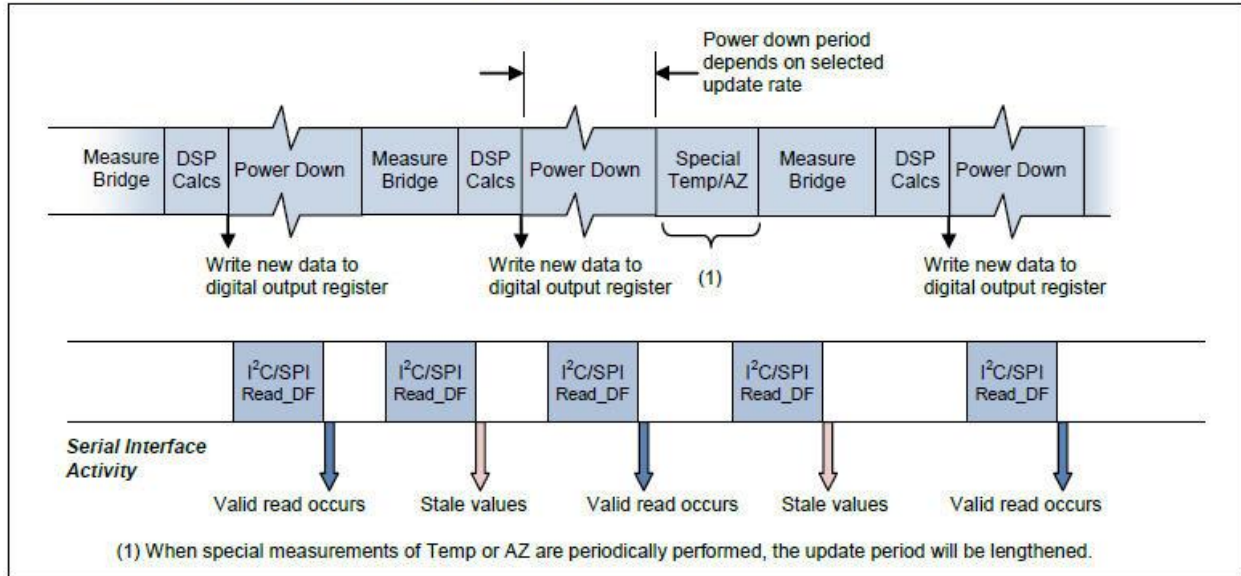 Power down period
depends on selected
update rate
Measure
Bridge
DSP
Calcs
Power Down
Measure
Bridge
DSP
Calcs
Power Down
Special
Temp/AZ
Measure
Bridge
DSP
Calcs
Power Down
Write new data to
digital output register
Write new data to
digital output register
(1)
Write new data to
digital output register
I²C/SPI
Read_DF
I²C/SPI
Read_DF
I²C/SPI
Read_DF
I²C/SPI
Read_DF
I²C/SPI
Read_DF
Serial Interface
Activity
Valid read occurs
Stale values
Valid read occurs
Stale values
Valid read occurs
(1) When special measurements of Temp or AZ are periodically performed, the update period will be lengthened.